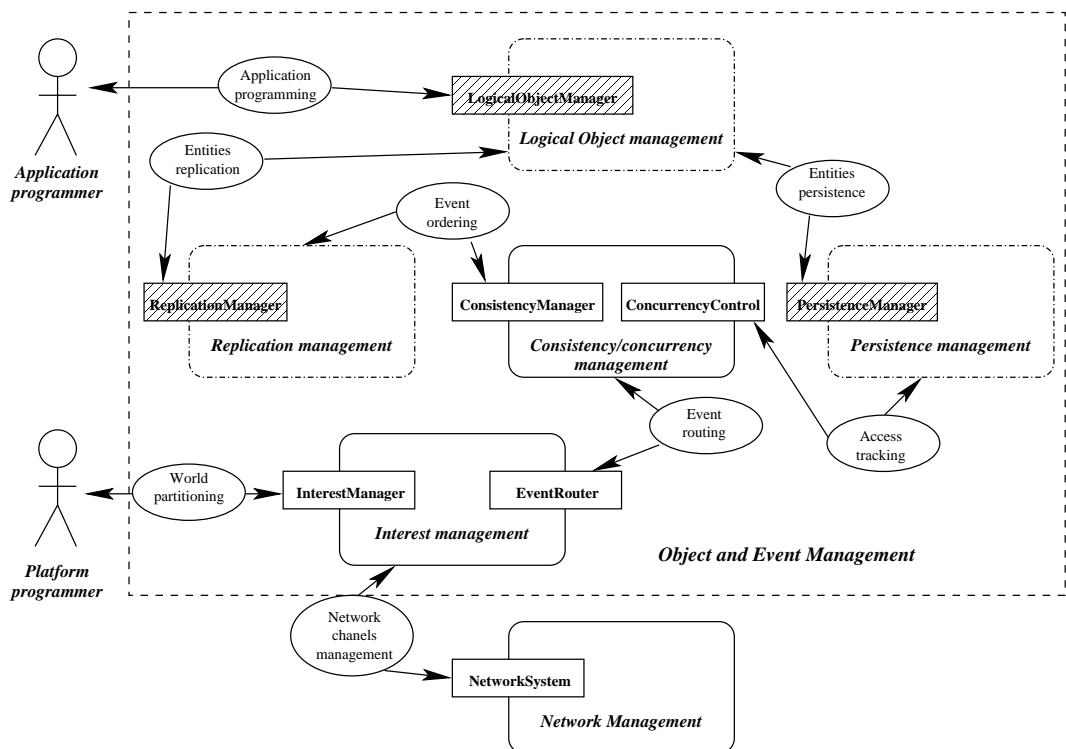 Application
programming
LogicalObjectManager
Logical Object management
Application
programmer
Entities
replication
Entities
persistence
Event
ordering
ReplicationManager
Replication management
ConsistencyManager
ConcurrencyControl
Consistency/concurrency
management
PersistenceManager
Persistence management
Event
routing
Access
tracking
World
partitioning
InterestManager
EventRouter
Interest management
Platform
programmer
Object and Event Management
Network
chanels
management
NetworkSystem
Network Management